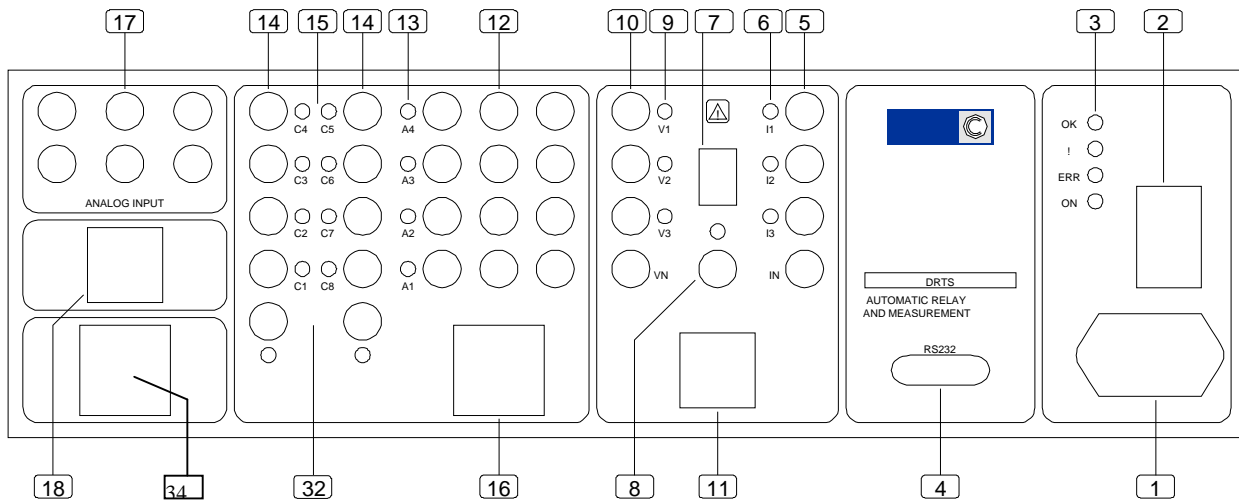 17 14 15 14 13 12 10 9 7 6 5 3 2
C4 C5 A4 V1 I1 OK
!
C3 C6 A3 V2 I2 ERR
ANALOG INPUT ON
C2 C7 A2 V3 I3
C1 C8 A1 VN IN
DRTS
AUTOMATIC RELAY
AND MEASUREMENT
RS232
18 34 32 16 8 11 4 1